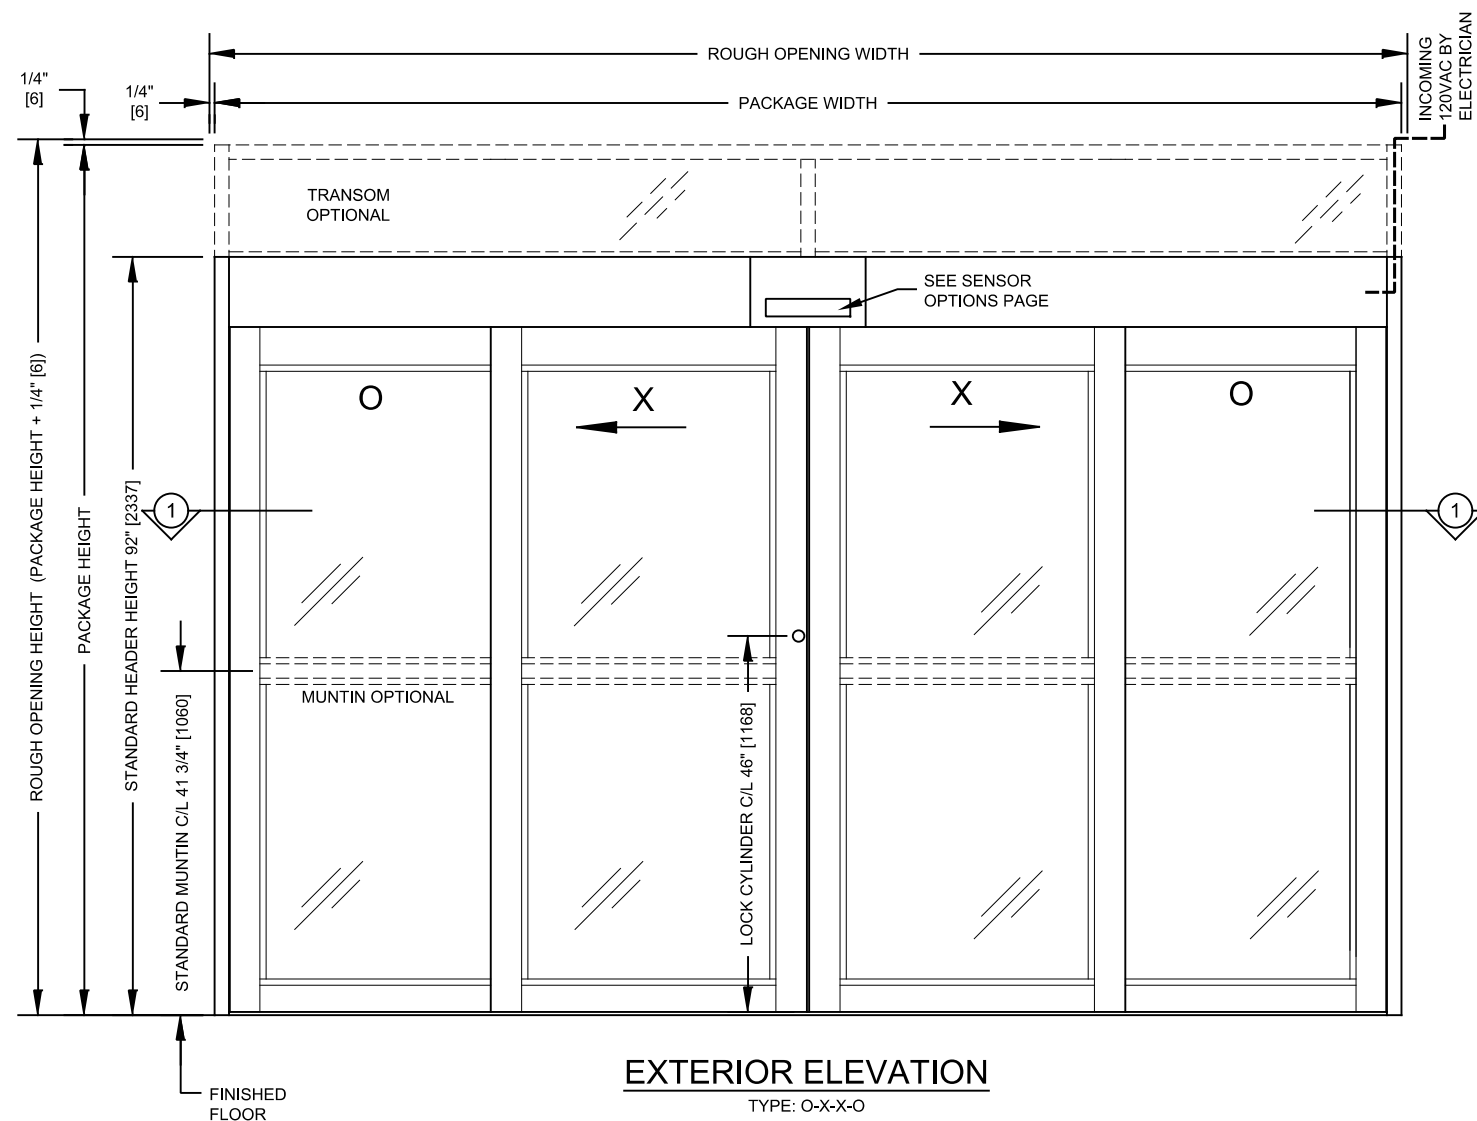 ROUGH OPENING WIDTH
PACKAGE WIDTH
1/4"
[6]
1/4"
[6]
INCOMING
120VAC BY
ELECTRICIAN
TRANSOM
OPTIONAL
SEE SENSOR
OPTIONS PAGE
O
X
X
O
1
1
ROUGH OPENING HEIGHT (PACKAGE HEIGHT + 1/4" [6])
PACKAGE HEIGHT
STANDARD HEADER HEIGHT 92" [2337]
STANDARD MUNTIN C/L 41 3/4" [1060]
MUNTIN OPTIONAL
LOCK CYLINDER C/L 46" [1168]
FINISHED
FLOOR
EXTERIOR ELEVATION
TYPE: O-X-X-O